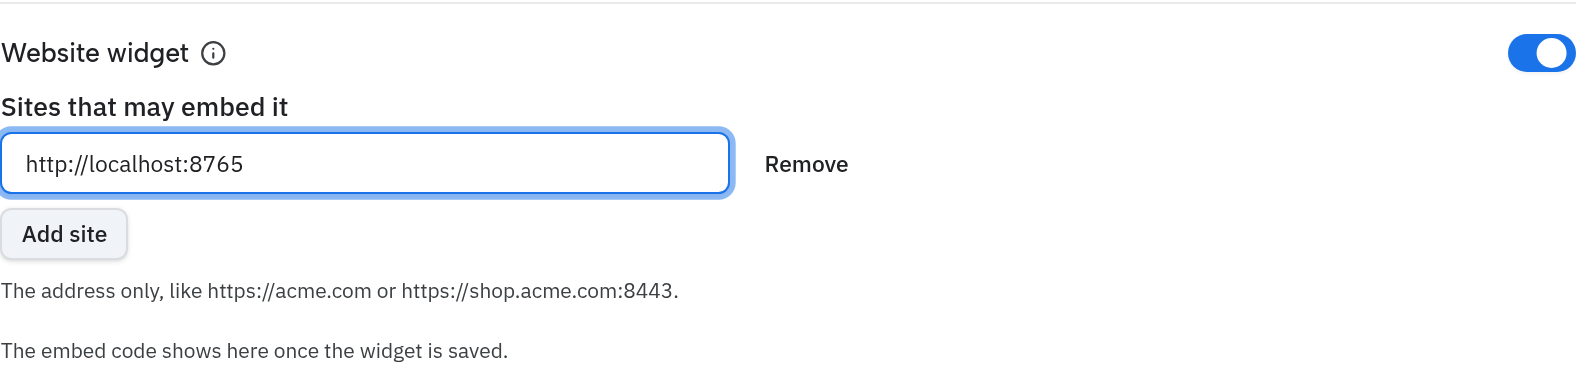 Website widget
Sites that may embed it
http://localhost:8765
Remove
Add site
The address only, like https://acme.com or https://shop.acme.com:8443.
The embed code shows here once the widget is saved.